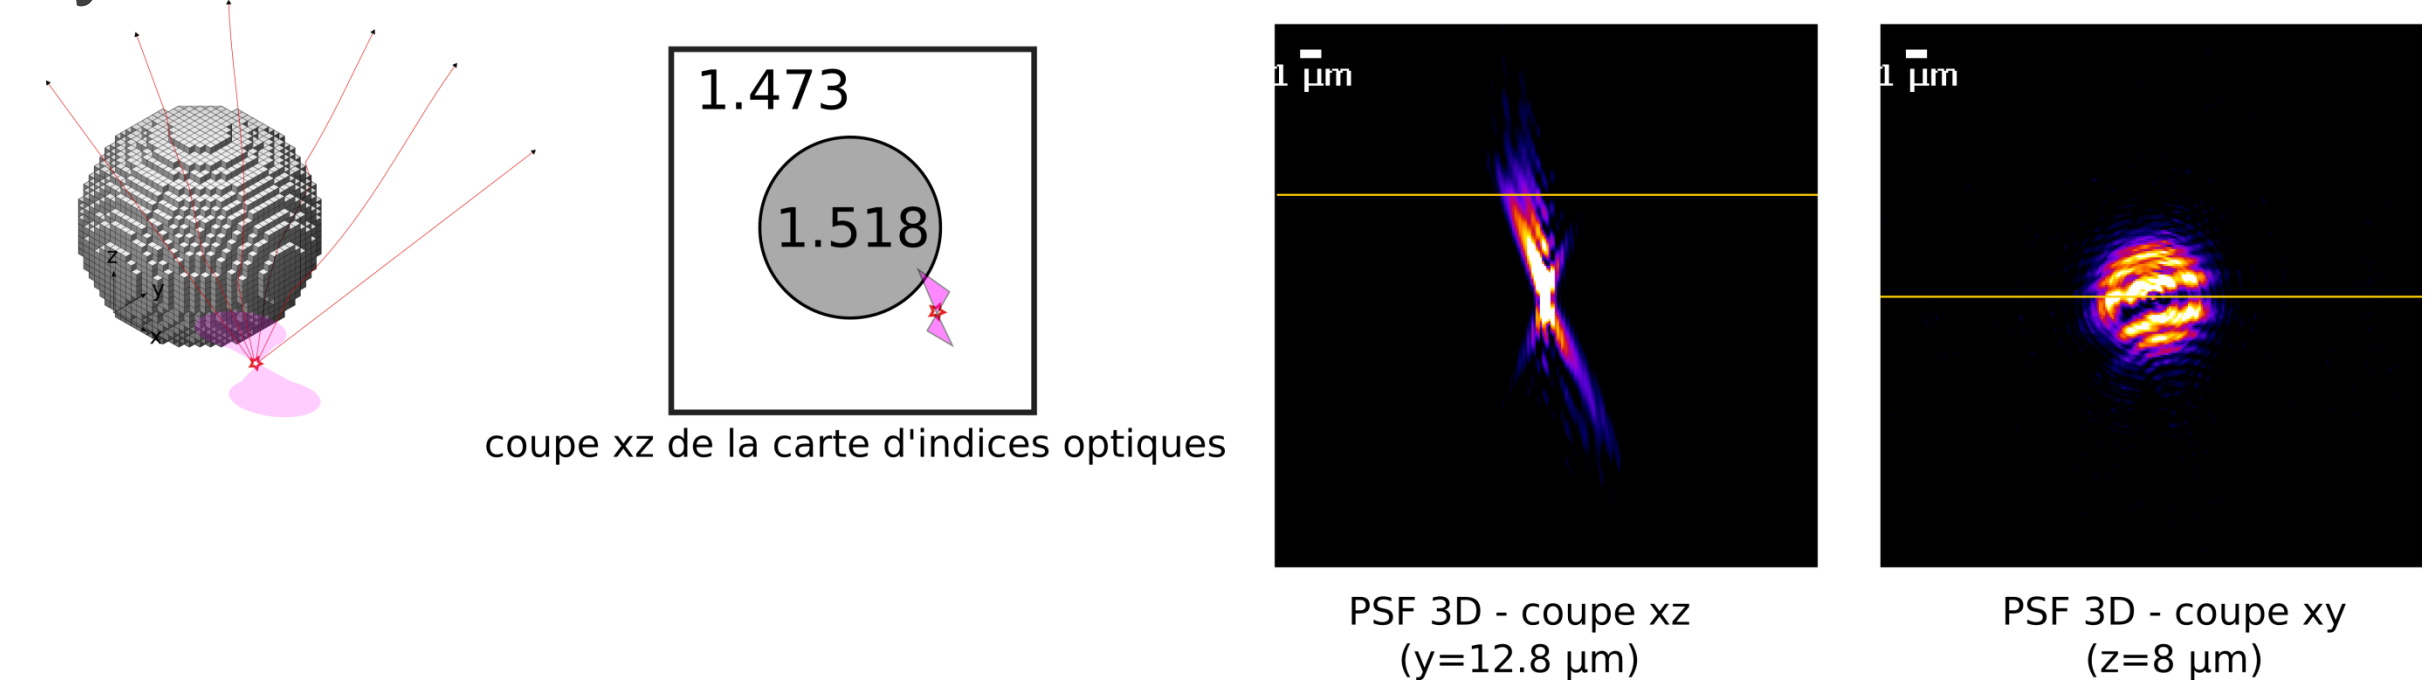 z
y
x
1.473
1.518
coupe xz de la carte d'indices optiques
1 µm
PSF 3D - coupe xz
(y=12.8 µm)
1 µm
PSF 3D - coupe xy
(z=8 µm)